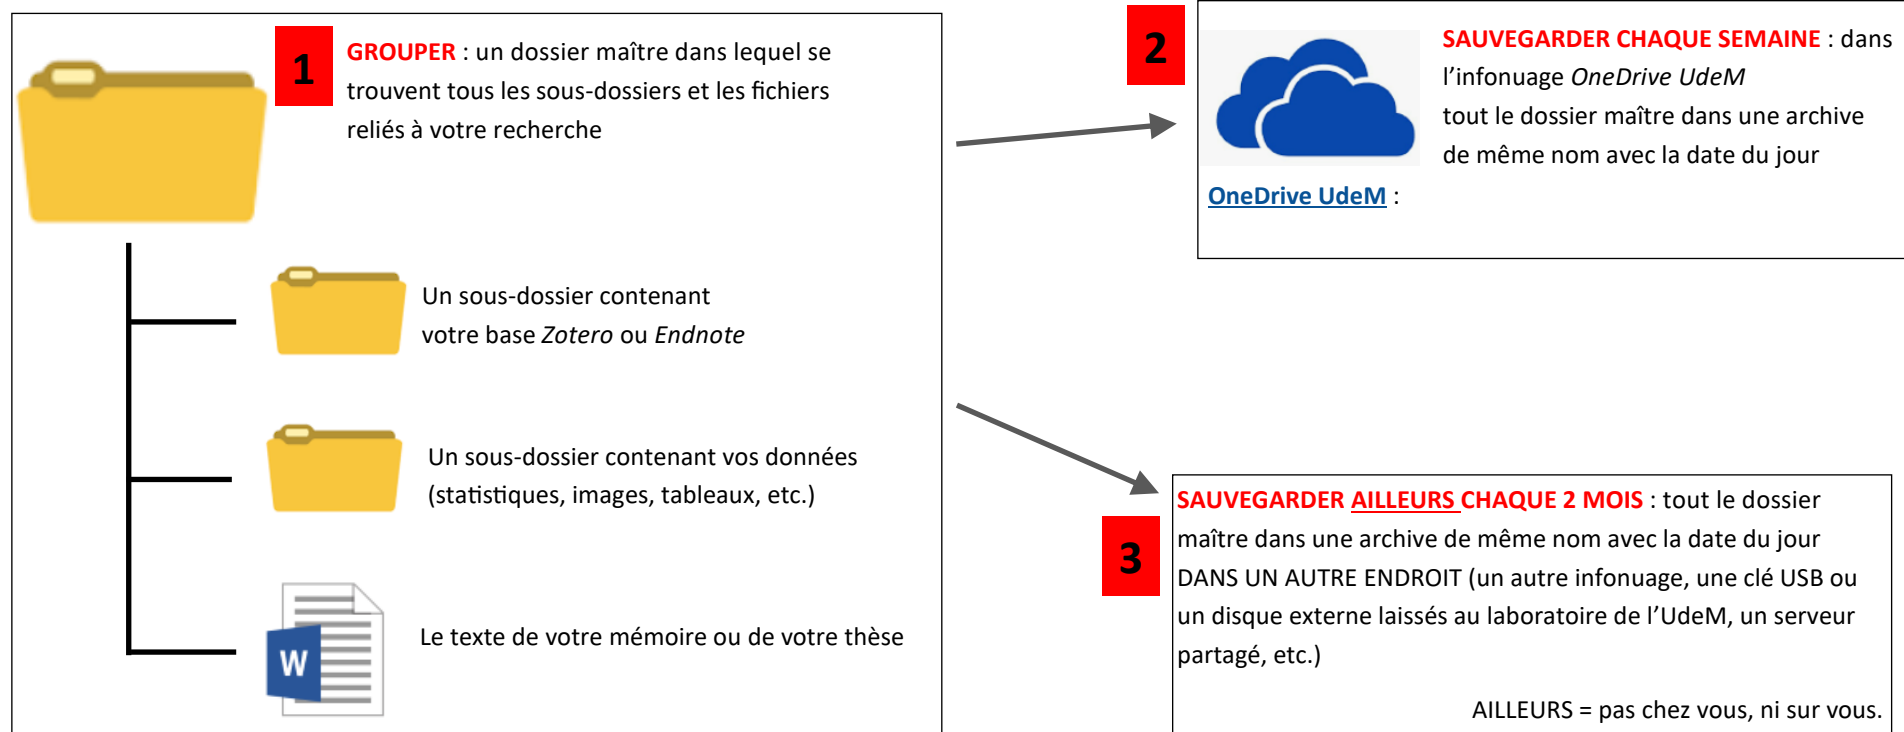 1
GROUPER : un dossier maître dans lequel se
trouvent tous les sous-dossiers et les fichiers
reliés à votre recherche
Un sous-dossier contenant
votre base Zotero ou Endnote
Un sous-dossier contenant vos données
(statistiques, images, tableaux, etc.)
W
Le texte de votre mémoire ou de votre thèse
2
SAUVEGARDER CHAQUE SEMAINE : dans
l’infonuage OneDrive UdeM
tout le dossier maître dans une archive
de même nom avec la date du jour
OneDrive UdeM :
3
SAUVEGARDER AILLEURS CHAQUE 2 MOIS : tout le dossier
maître dans une archive de même nom avec la date du jour
DANS UN AUTRE ENDROIT (un autre infonuage, une clé USB ou
un disque externe laissés au laboratoire de l’UdeM, un serveur
partagé, etc.)
AILLEURS = pas chez vous, ni sur vous.